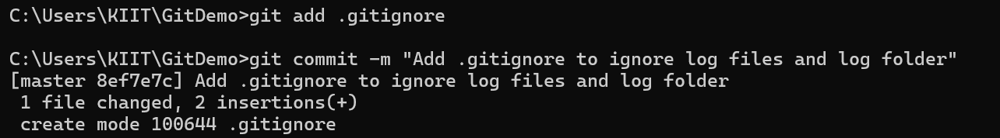 C:\Users\KIIT\GitDemo>git add .gitignore
C:\Users\KIIT\GitDemo>git commit -m "Add .gitignore to ignore log files and log folder"
[master 8ef7e7c] Add .gitignore to ignore log files and log folder
1 file changed, 2 insertions(+)
create mode 100644 .gitignore